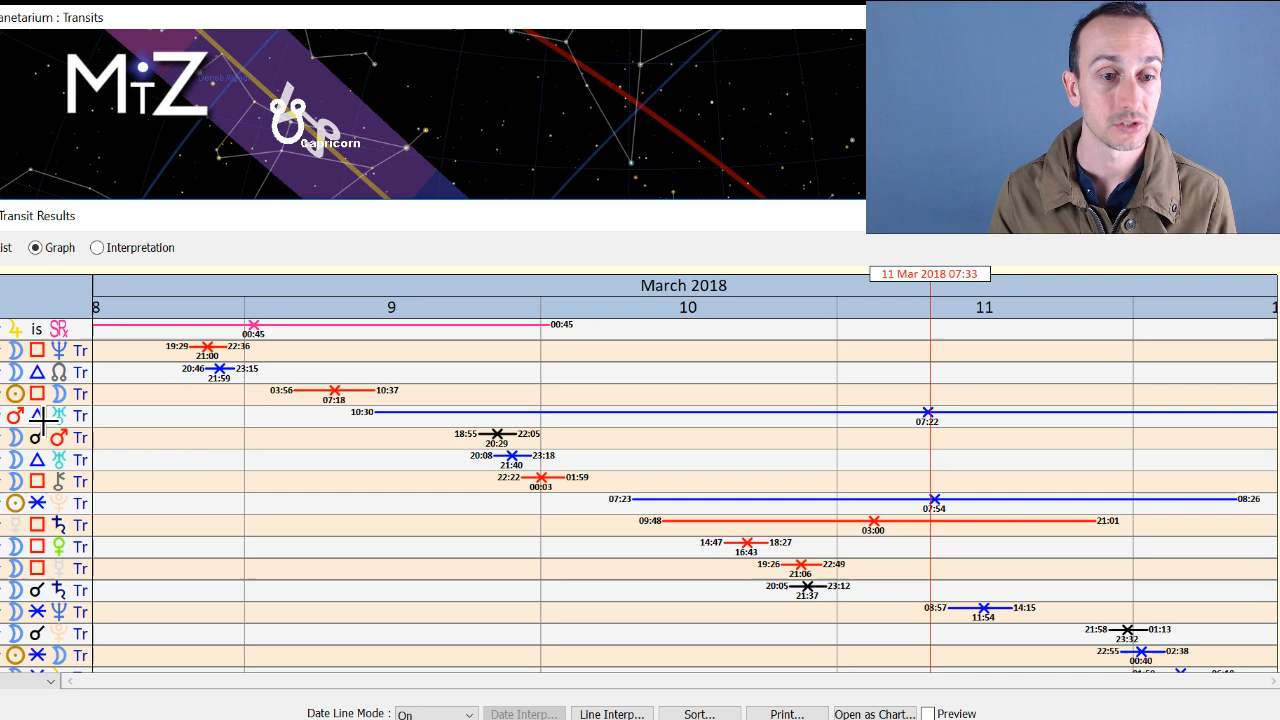 anetarium : Transits
MTZ
Deneb Algedi
Capricorn
Transit Results
ist Graph Interpretation
11 Mar 2018 07:33
March 2018
8 9 10 11 1
is SRx 00:45 00:45
Tr 19:29 22:36 21:00
Tr 20:46 23:15 21:59
Tr 03:56 10:37 07:18
Tr 10:30 07:22
Tr 18:55 22:05 20:29
Tr 20:08 23:18 21:40
Tr 22:22 01:59 00:03
Tr 07:23 08:26 07:54
Tr 09:48 21:01 03:00
Tr 14:47 18:27 16:43
Tr 19:26 22:49 21:06
Tr 20:05 23:12 21:37
Tr 08:57 14:15 11:54
Tr 21:58 01:13 23:32
Tr 22:55 02:38 00:40
Date Line Mode : On Date Interp... Line Interp... Sort... Print... Open as Chart... Preview